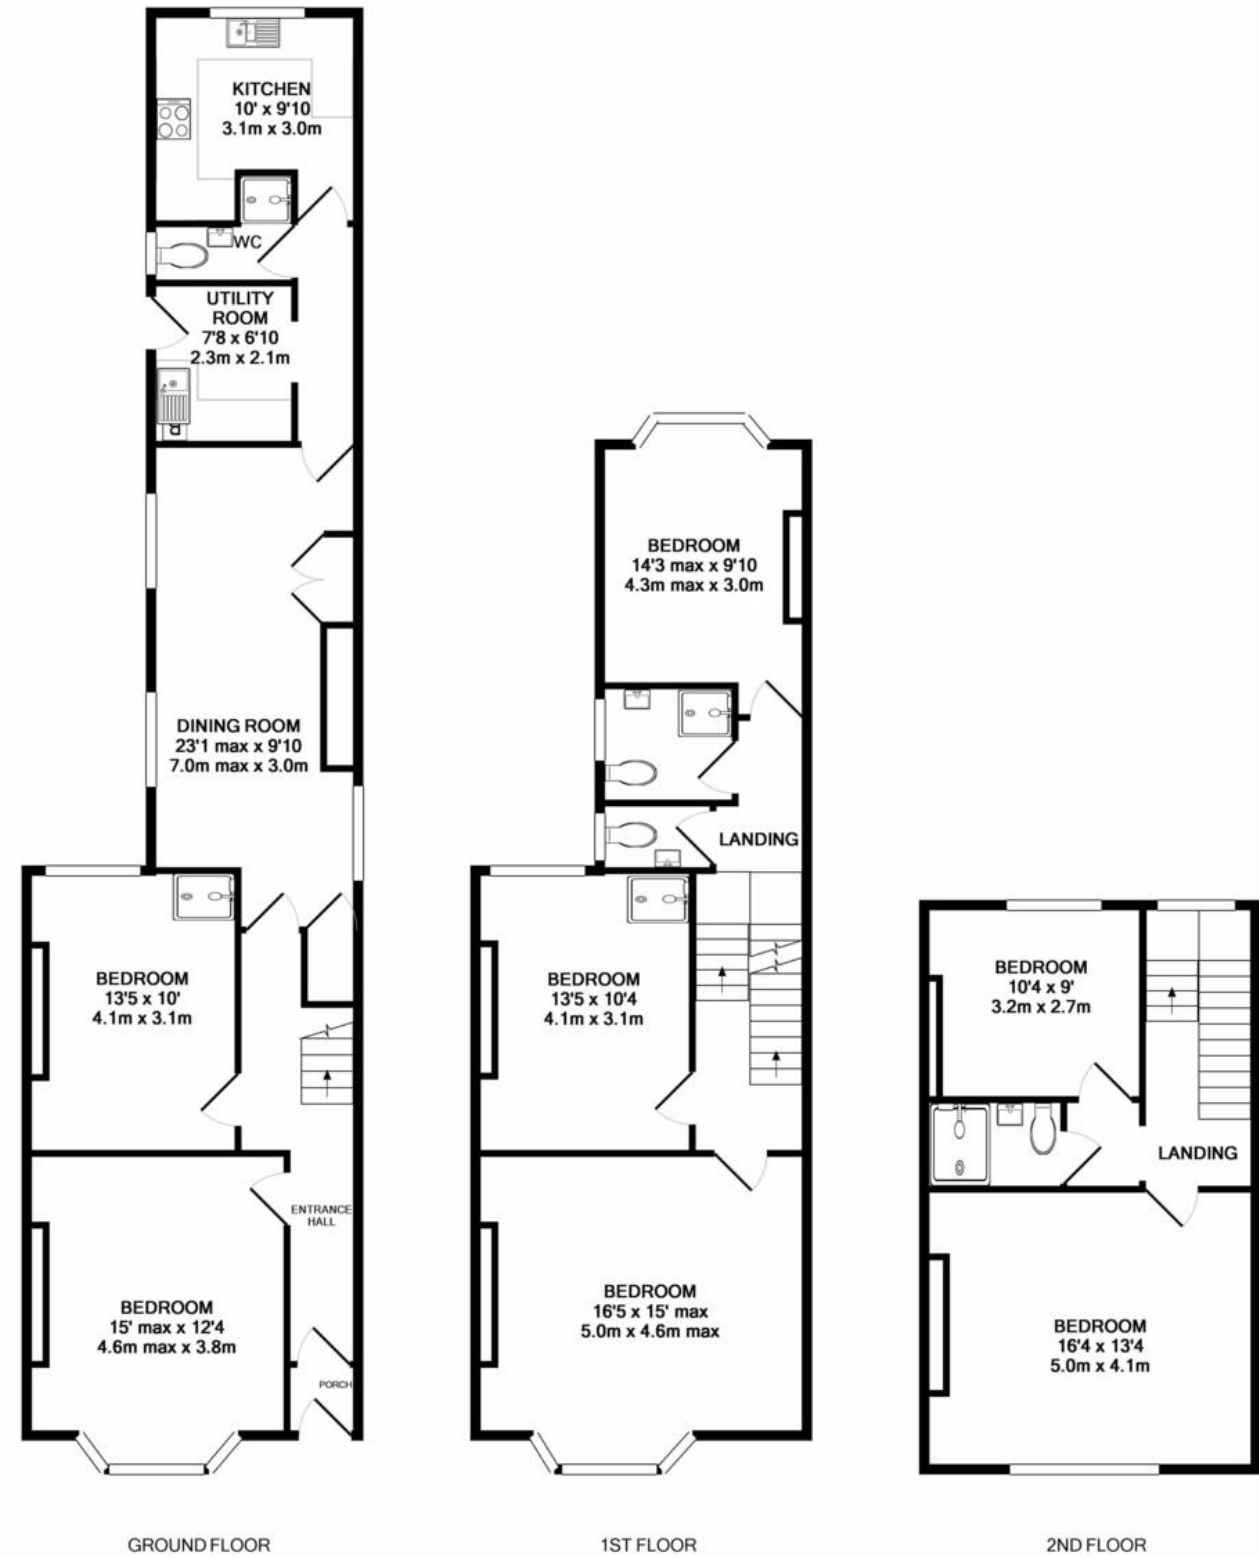 KITCHEN
10' x 9'10
3.1m x 3.0m
WC
UTILITY
ROOM
7'8 x 6'10
2.3m x 2.1m
DINING ROOM
23'1 max x 9'10
7.0m max x 3.0m
BEDROOM
13'5 x 10'
4.1m x 3.1m
ENTRANCE
HALL
BEDROOM
15' max x 12'4
4.6m max x 3.8m
PORCH
GROUND FLOOR
BEDROOM
14'3 max x 9'10
4.3m max x 3.0m
LANDING
BEDROOM
13'5 x 10'4
4.1m x 3.1m
BEDROOM
16'5 x 15' max
5.0m x 4.6m max
1ST FLOOR
BEDROOM
10'4 x 9'
3.2m x 2.7m
LANDING
BEDROOM
16'4 x 13'4
5.0m x 4.1m
2ND FLOOR